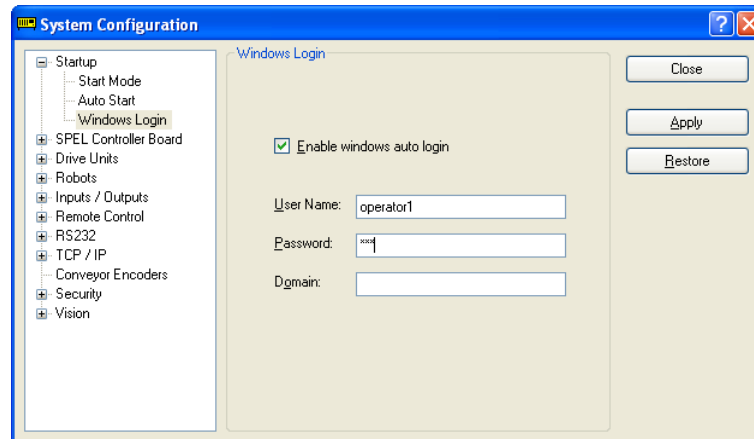 System Configuration
Startup
Start Mode
Auto Start
Windows Login
SPEL Controller Board
Drive Units
Robots
Inputs / Outputs
Remote Control
RS232
TCP / IP
Conveyor Encoders
Security
Vision
Windows Login
Enable windows auto login
User Name: operator1
Password: ***
Domain:
Close
Apply
Restore